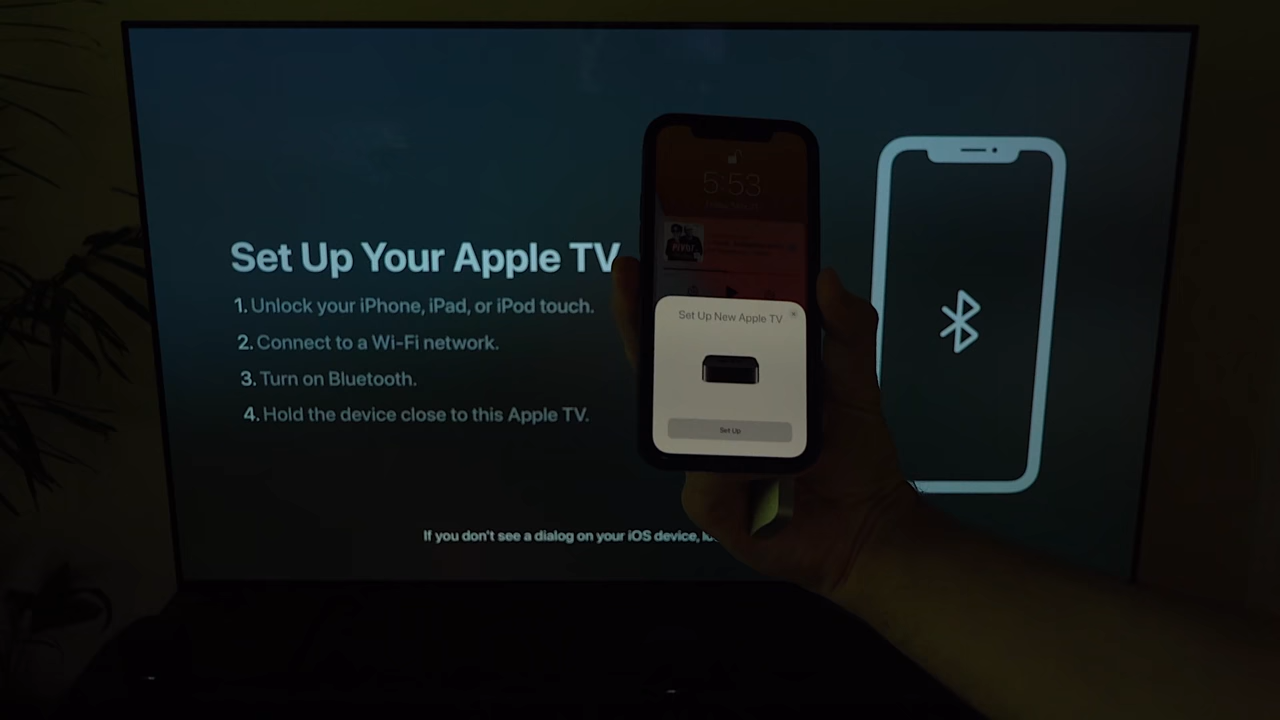 Set Up Your Apple TV
1. Unlock your iPhone, iPad, or iPod touch.
2. Connect to a Wi-Fi network.
3. Turn on Bluetooth.
4. Hold the device close to this Apple TV.
If you don't see a dialog on your iOS device,
5:53
Set Up New Apple TV
Set Up